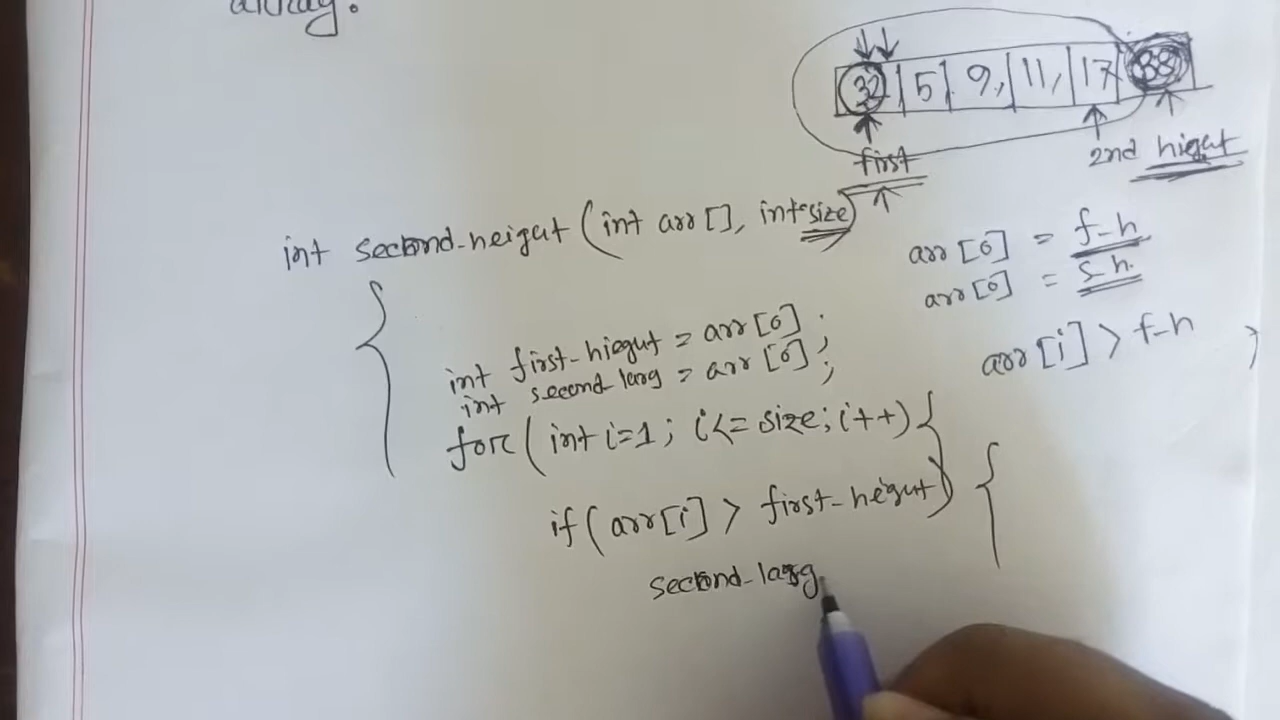 array.
32 | 5 | 9, | 11, | 17 | 38
first
2nd higut
int second-heigut (int arr [], int size)
arr [0] = f-h
arr [0] = s-h.
int first-higut = arr [0] ;
int second-larg = arr [0] ;
arr [i] > f-h
for ( int i=1 ; i<= size; i++) {
if ( arr [i] > first-heigut) {
second-larg